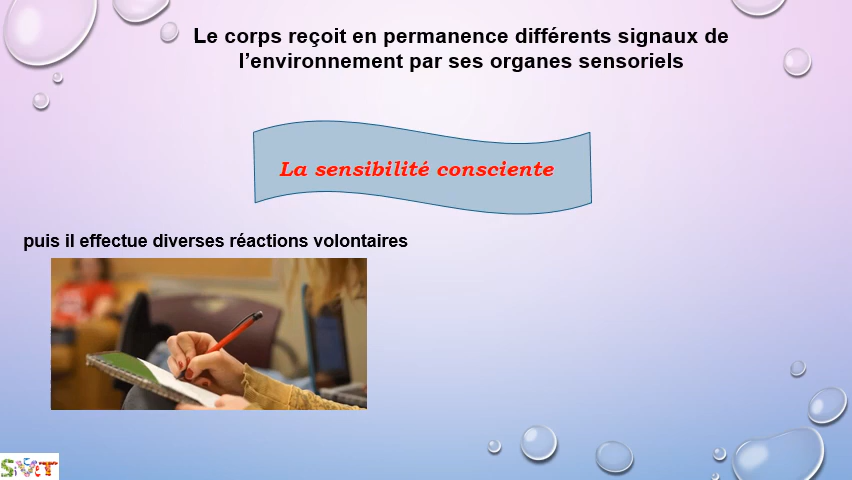 Le corps reçoit en permanence différents signaux de
l’environnement par ses organes sensoriels
La sensibilité consciente
puis il effectue diverses réactions volontaires